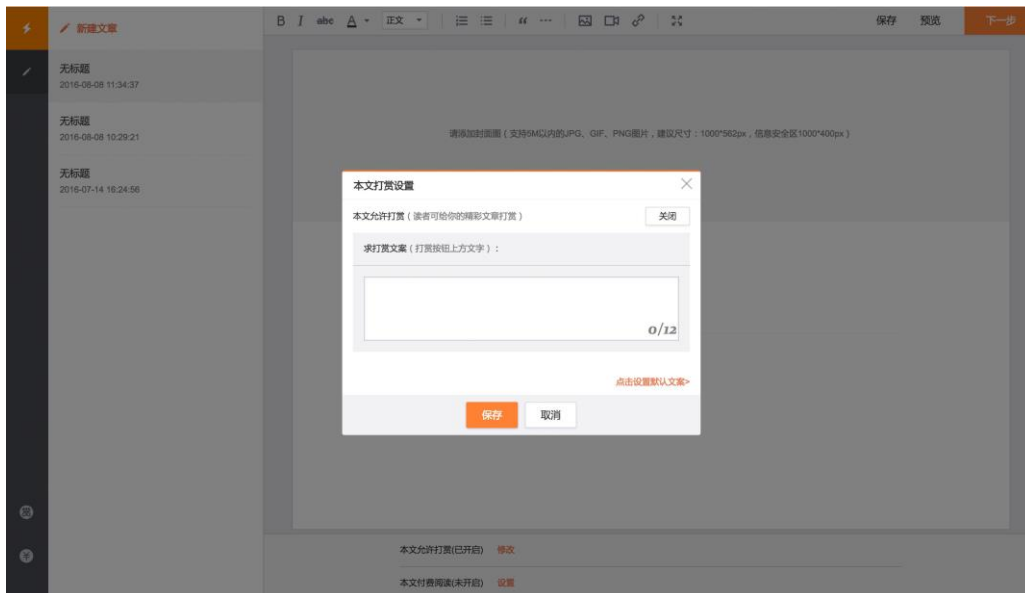 新建文章
B I abc A 正文 “ ...
保存 预览 下一步
无标题
2016-08-08 11:34:37
无标题
2016-08-08 10:29:21
无标题
2016-07-14 16:24:56
请添加封面图（支持5M以内的JPG、GIF、PNG图片，建议尺寸：1000*562px，信息安全区1000*400px）
本文打赏设置
本文允许打赏（读者可给你的精彩文章打赏） 关闭
求打赏文案（打赏按钮上方文字）：
0/12
点击设置默认文案>
保存 取消
本文允许打赏(已开启) 修改
本文付费阅读(未开启) 设置